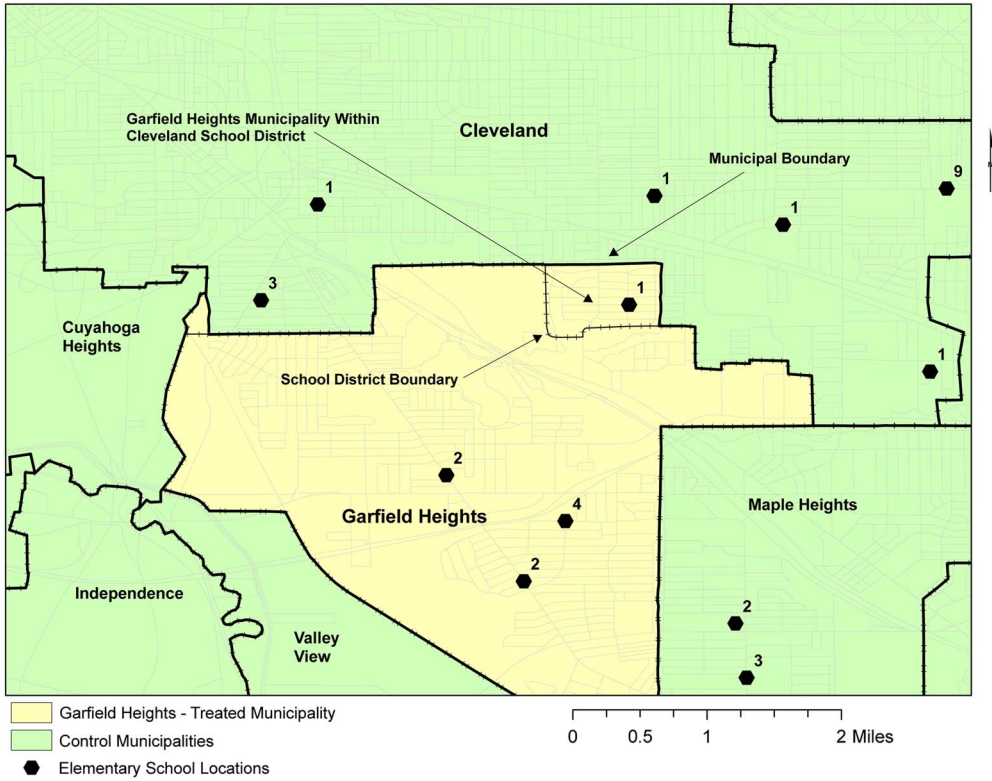 Garfield Heights Municipality Within
Cleveland School District
Cleveland
Municipal Boundary
9
1
1
1
3
1
Cuyahoga
Heights
School District Boundary
1
2
4
Garfield Heights
Maple Heights
2
Independence
2
Valley
View
3
Garfield Heights - Treated Municipality
Control Municipalities
Elementary School Locations
0 0.5 1 2 Miles